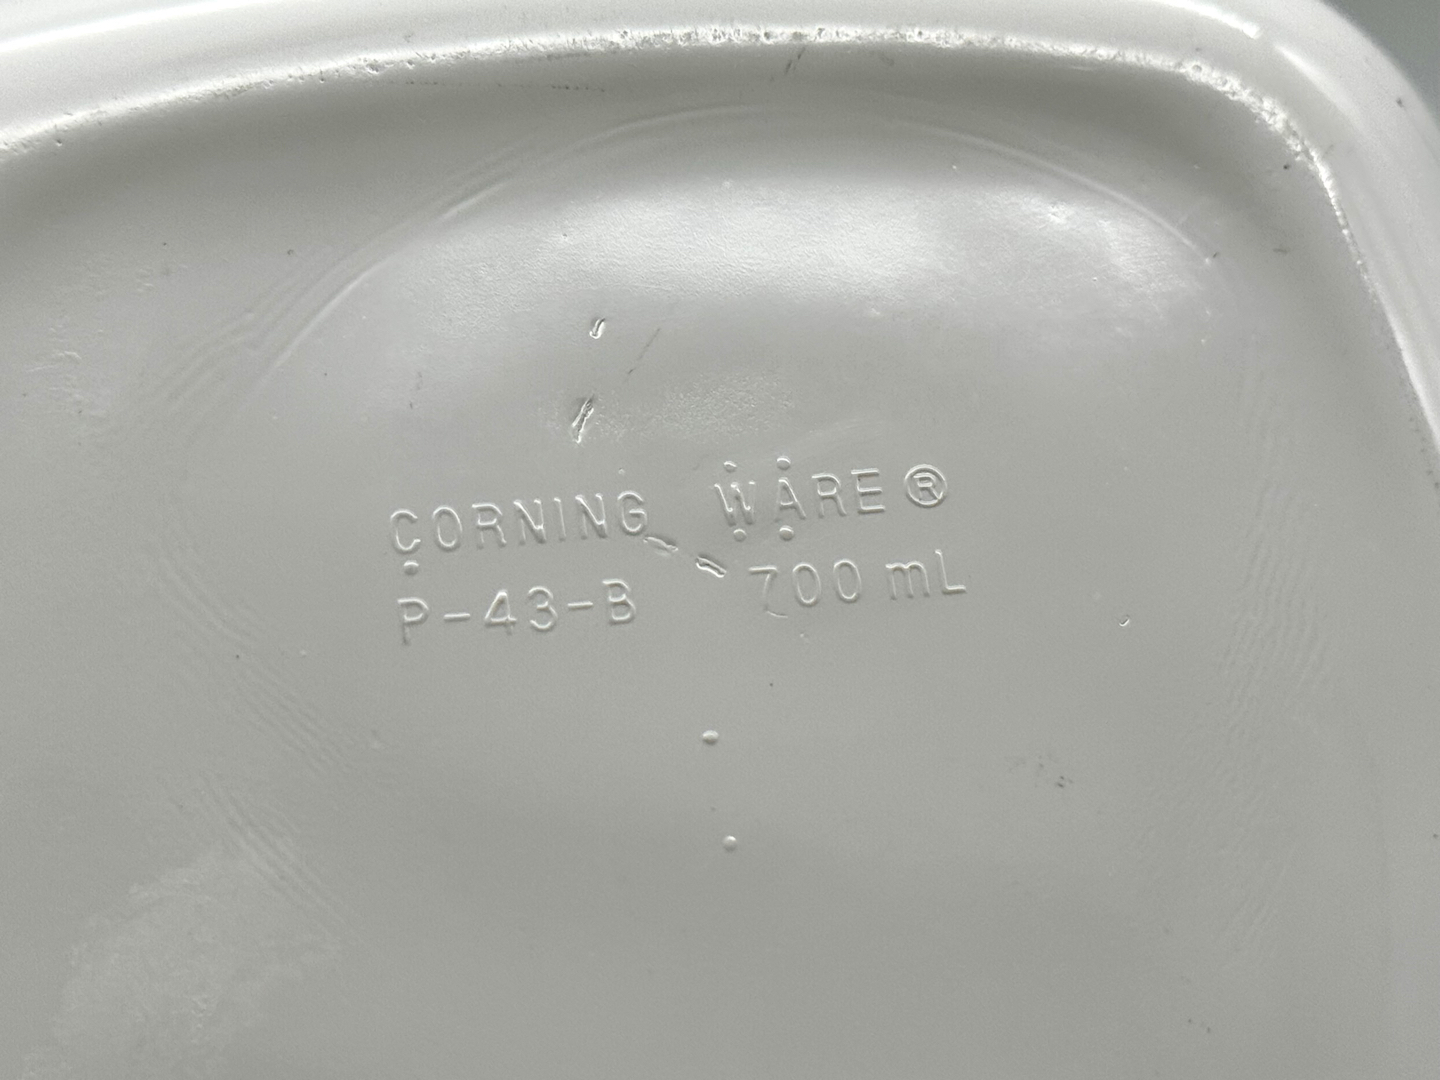 CORNING WARE®
P-43-B 700 mL